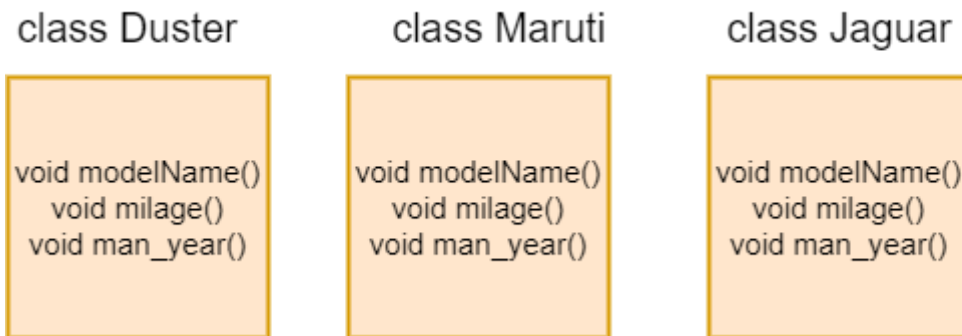 class Duster
class Maruti
class Jaguar
void modelName()
void milage()
void man_year()
void modelName()
void milage()
void man_year()
void modelName()
void milage()
void man_year()